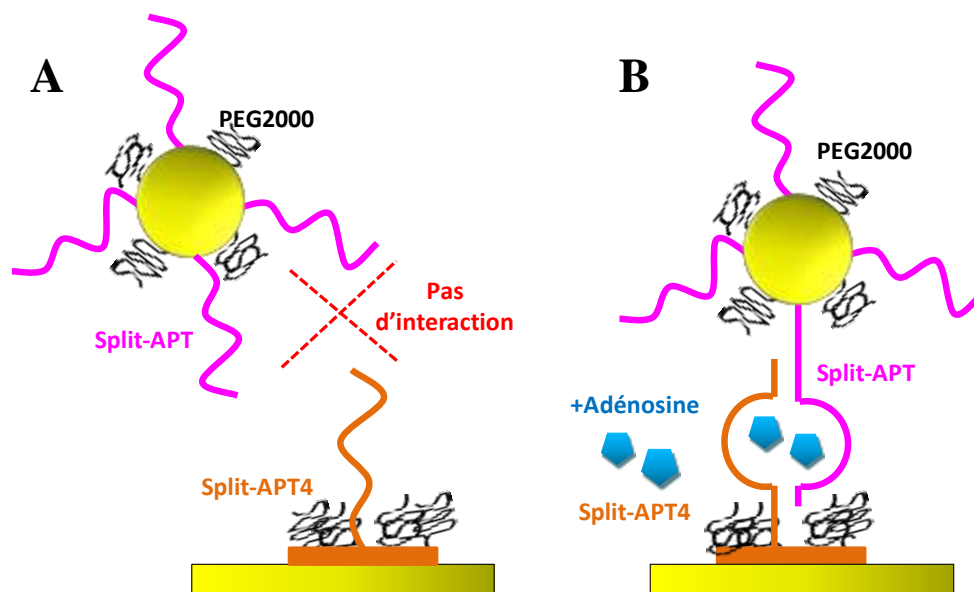 A
PEG2000
Pas
d'interaction
Split-APT
Split-APT4
B
PEG2000
Split-APT
+Adénosine
Split-APT4